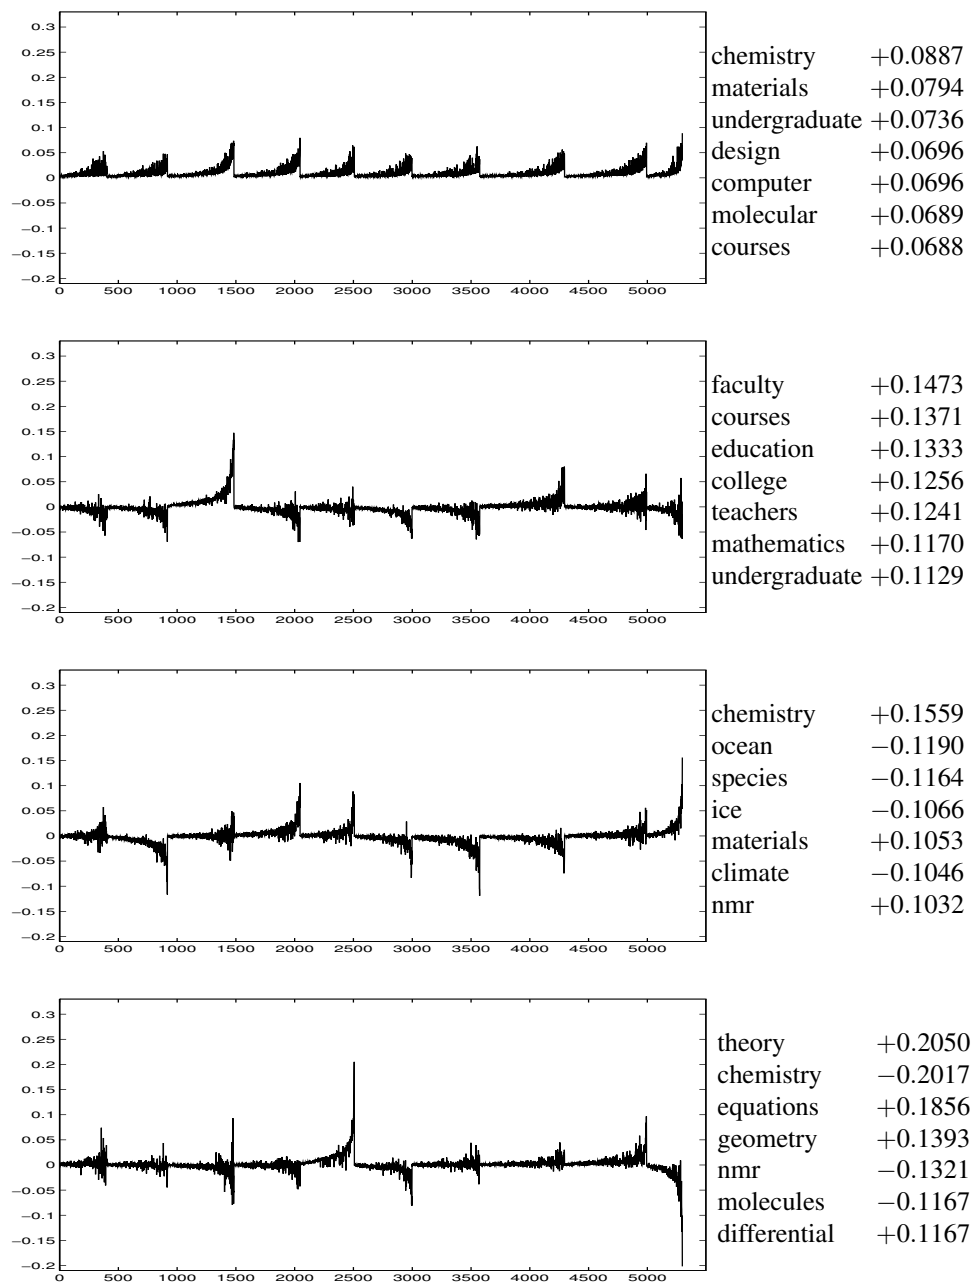 0.3
0.25
0.2
0.15
0.1
0.05
0
−0.05
−0.1
−0.15
−0.2
0 500 1000 1500 2000 2500 3000 3500 4000 4500 5000
chemistry +0.0887
materials +0.0794
undergraduate +0.0736
design +0.0696
computer +0.0696
molecular +0.0689
courses +0.0688
0.3
0.25
0.2
0.15
0.1
0.05
0
−0.05
−0.1
−0.15
−0.2
0 500 1000 1500 2000 2500 3000 3500 4000 4500 5000
faculty +0.1473
courses +0.1371
education +0.1333
college +0.1256
teachers +0.1241
mathematics +0.1170
undergraduate +0.1129
0.3
0.25
0.2
0.15
0.1
0.05
0
−0.05
−0.1
−0.15
−0.2
0 500 1000 1500 2000 2500 3000 3500 4000 4500 5000
chemistry +0.1559
ocean −0.1190
species −0.1164
ice −0.1066
materials +0.1053
climate −0.1046
nmr +0.1032
0.3
0.25
0.2
0.15
0.1
0.05
0
−0.05
−0.1
−0.15
−0.2
0 500 1000 1500 2000 2500 3000 3500 4000 4500 5000
theory +0.2050
chemistry −0.2017
equations +0.1856
geometry +0.1393
nmr −0.1321
molecules −0.1167
differential +0.1167